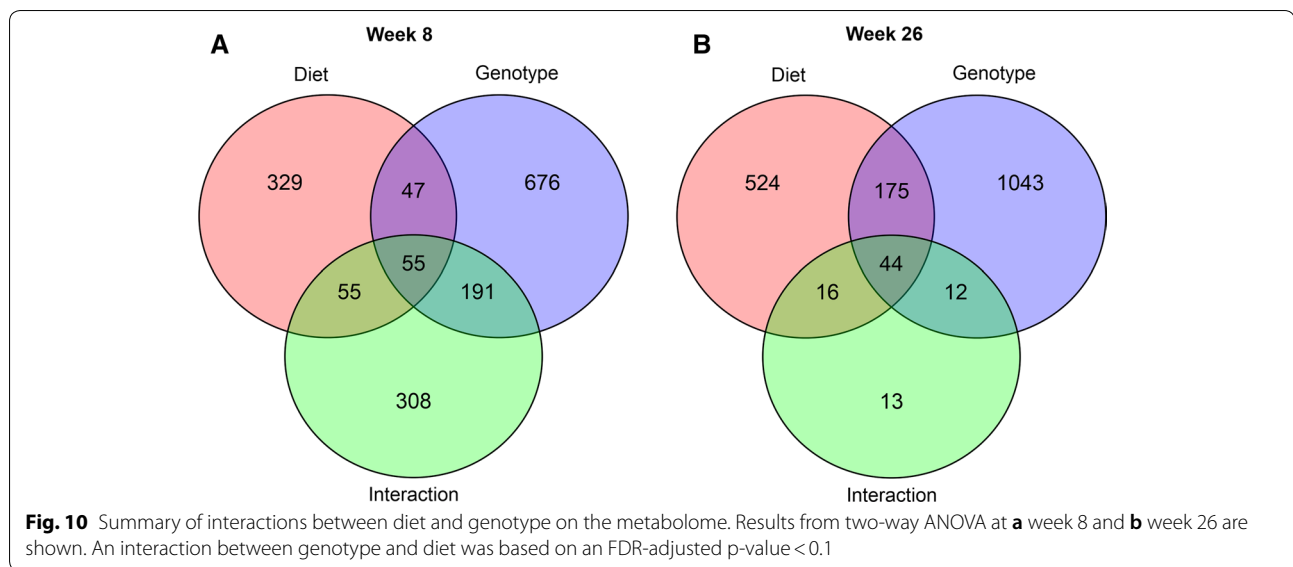 A
Week 8
Diet
Genotype
329
47
676
55
55
191
308
Interaction
B
Week 26
Diet
Genotype
524
175
1043
44
16
12
13
Interaction
Fig. 10 Summary of interactions between diet and genotype on the metabolome. Results from two-way ANOVA at a week 8 and b week 26 are
shown. An interaction between genotype and diet was based on an FDR-adjusted p-value < 0.1